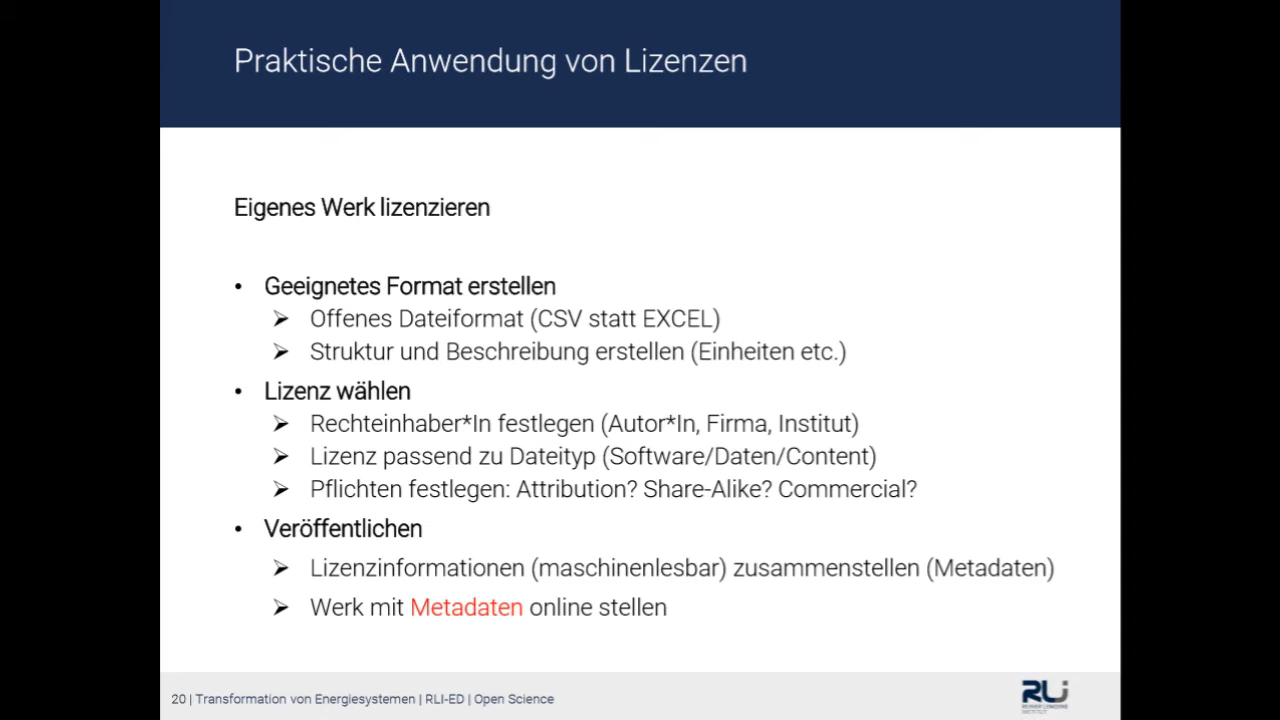 Praktische Anwendung von Lizenzen
Eigenes Werk lizenzieren
• Geeignetes Format erstellen
➢ Offenes Dateiformat (CSV statt EXCEL)
➢ Struktur und Beschreibung erstellen (Einheiten etc.)
• Lizenz wählen
➢ Rechteinhaber*In festlegen (Autor*In, Firma, Institut)
➢ Lizenz passend zu Dateityp (Software/Daten/Content)
➢ Pflichten festlegen: Attribution? Share-Alike? Commercial?
• Veröffentlichen
➢ Lizenzinformationen (maschinenlesbar) zusammenstellen (Metadaten)
➢ Werk mit Metadaten online stellen
20 | Transformation von Energiesystemen | RLI-ED | Open Science
RLI
REINER LEMOINE
INSTITUT